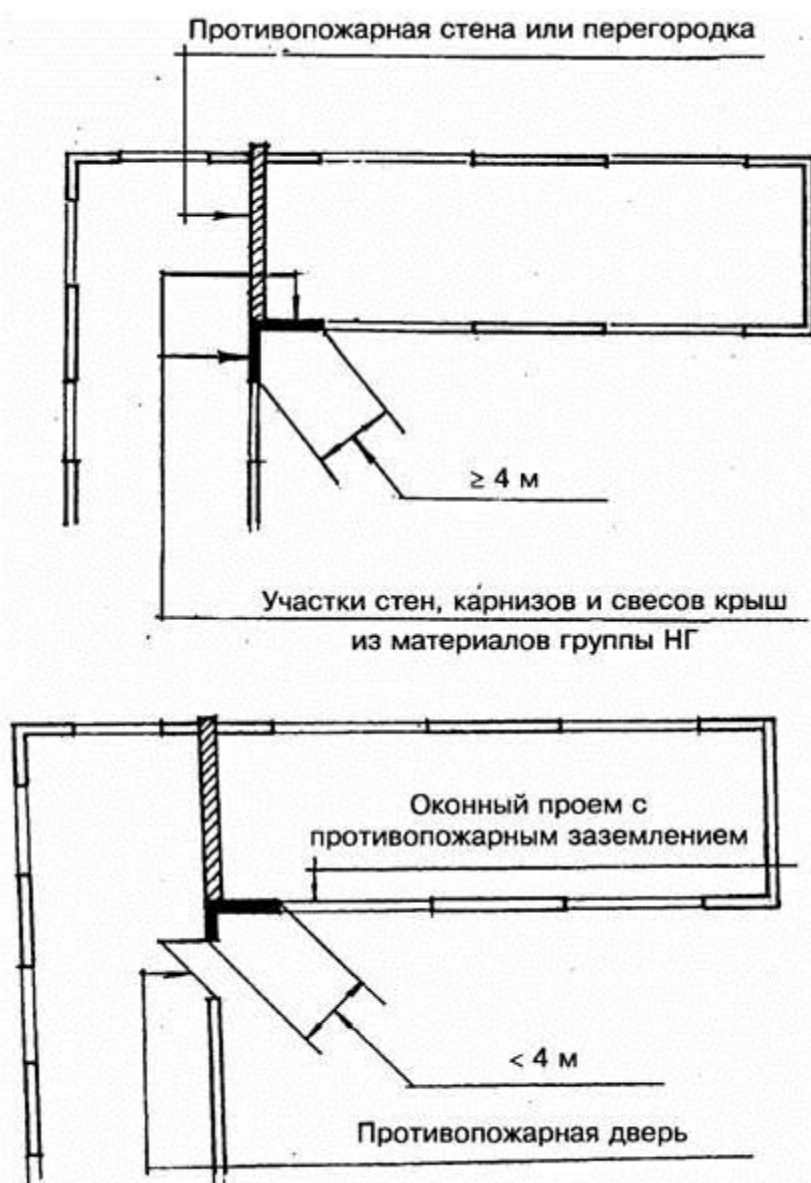 Противопожарная стена или перегородка
≥ 4 м
Участки стен, карнизов и свесов крыш
из материалов группы НГ
Оконный проем с
противопожарным заземлением
< 4 м
Противопожарная дверь